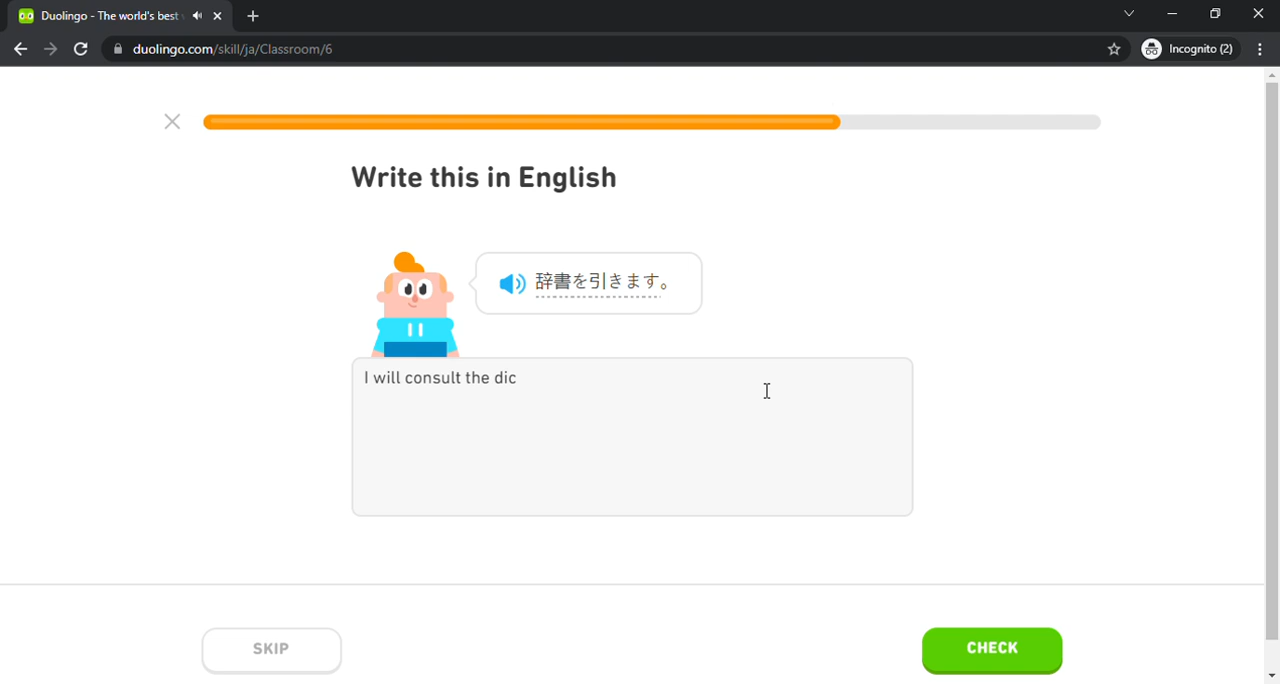 Duolingo - The world's best
duolingo.com/skill/ja/Classroom/6
Incognito (2)
Write this in English
辞書を引きます。
I will consult the dic
SKIP
CHECK